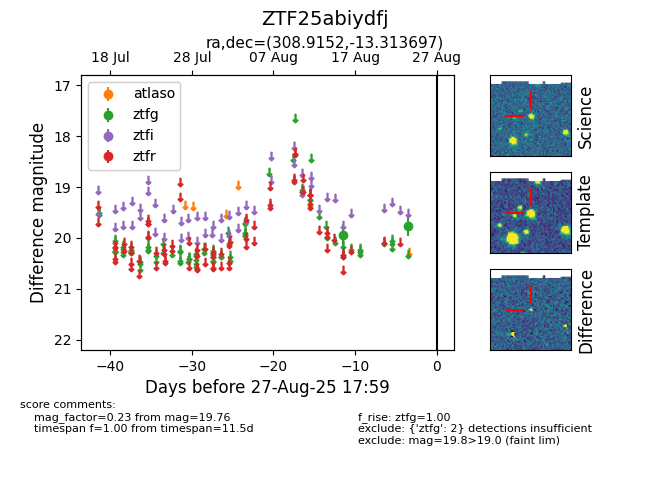 ZTF25abiydfj
ra,dec=(308.9152,-13.313697)
18 Jul 28 Jul 07 Aug 17 Aug 27 Aug
17
18
19
20
21
22
Difference magnitude
atlaso
ztfg
ztfi
ztfr
−40 −30 −20 −10 0
Days before 27-Aug-25 17:59
Science
Template
Difference
score comments:
mag_factor=0.23 from mag=19.76
timespan f=1.00 from timespan=11.5d
f_rise: ztfg=1.00
exclude: {'ztfg': 2} detections insufficient
exclude: mag=19.8>19.0 (faint lim)